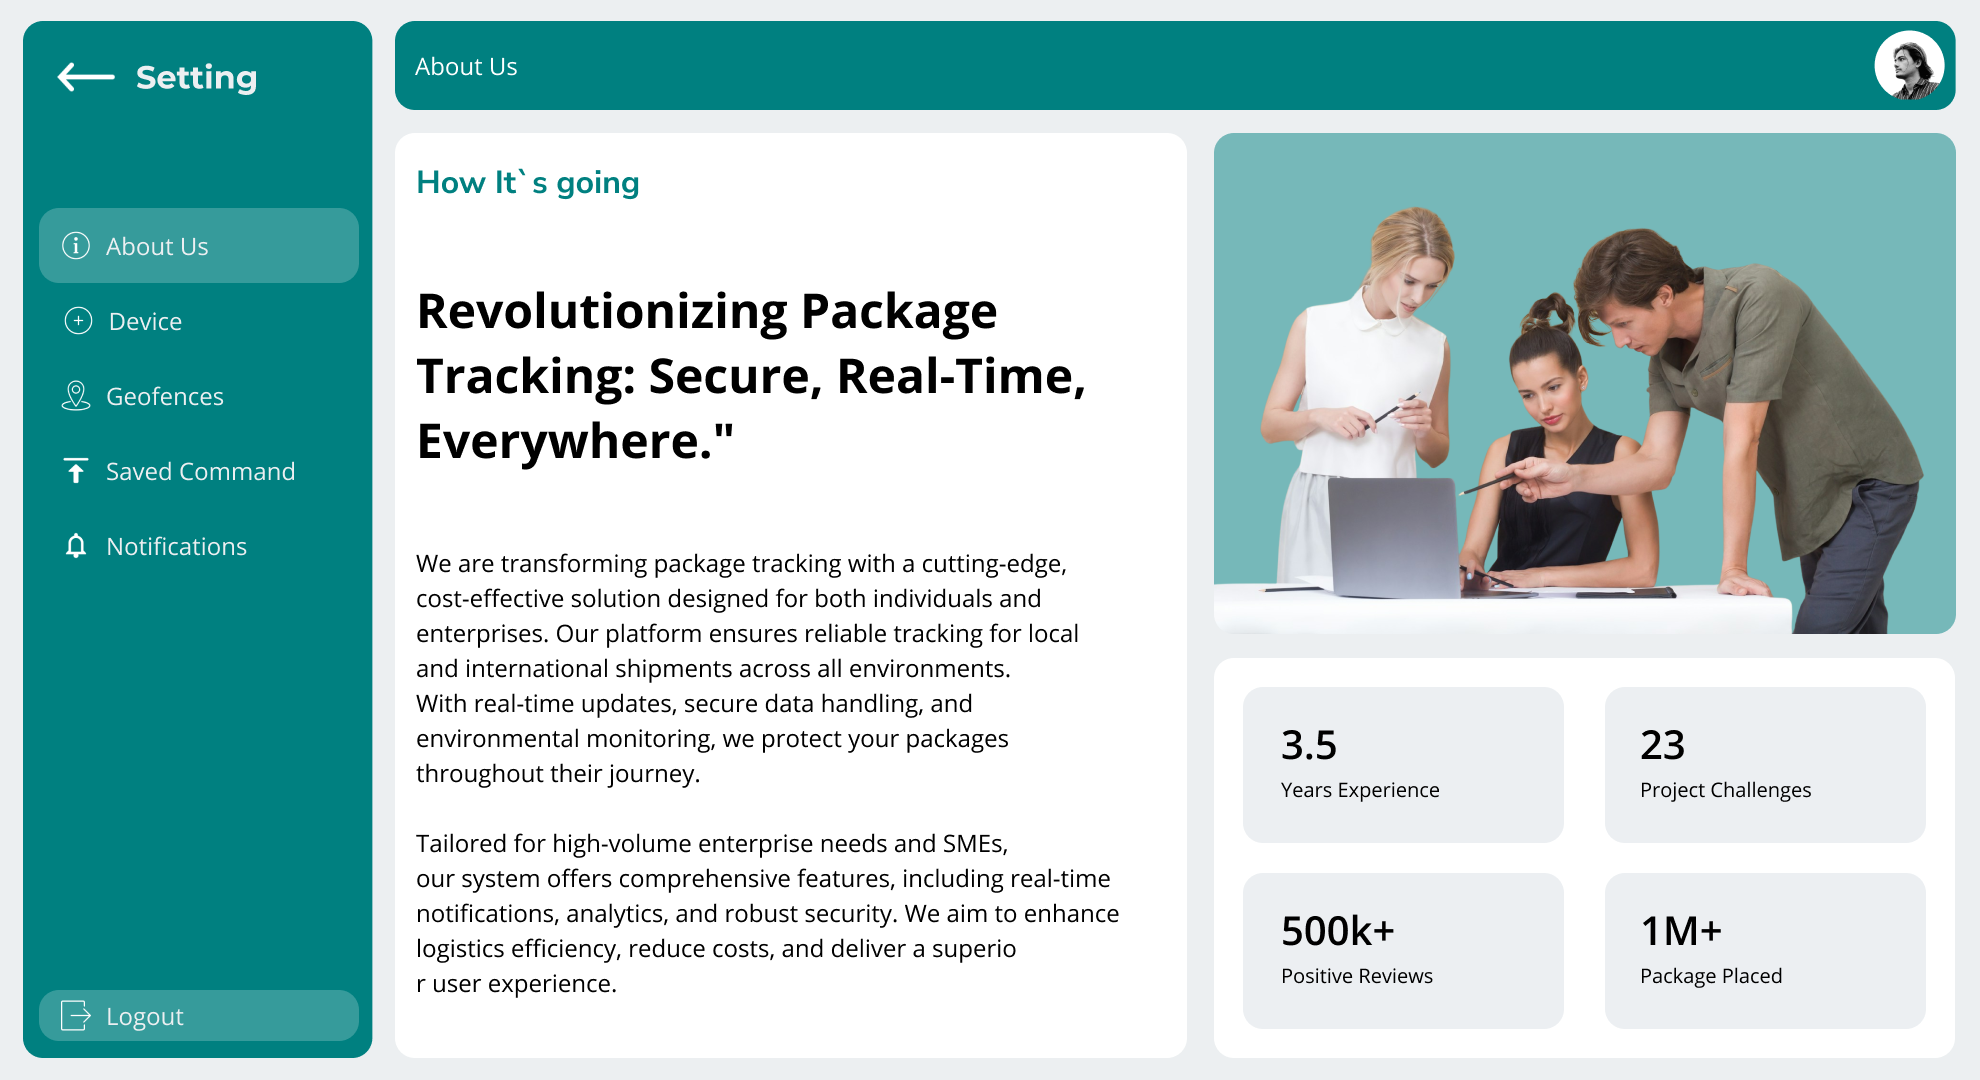 Setting
About Us
Device
Geofences
Saved Command
Notifications
Logout
About Us
How It`s going
Revolutionizing Package
Tracking: Secure, Real-Time,
Everywhere."
We are transforming package tracking with a cutting-edge,
cost-effective solution designed for both individuals and
enterprises. Our platform ensures reliable tracking for local
and international shipments across all environments.
With real-time updates, secure data handling, and
environmental monitoring, we protect your packages
throughout their journey.
Tailored for high-volume enterprise needs and SMEs,
our system offers comprehensive features, including real-time
notifications, analytics, and robust security. We aim to enhance
logistics efficiency, reduce costs, and deliver a superio
r user experience.
3.5
Years Experience
23
Project Challenges
500k+
Positive Reviews
1M+
Package Placed